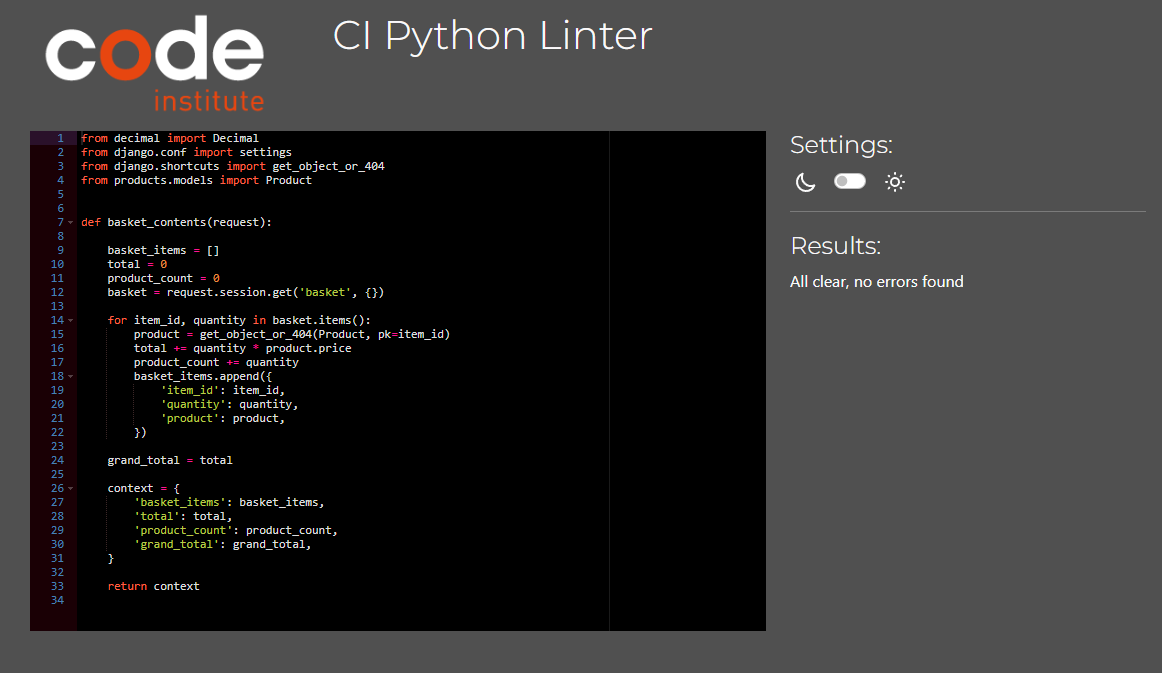 code
institute
CI Python Linter
1 from decimal import Decimal
2 from django.conf import settings
3 from django.shortcuts import get_object_or_404
4 from products.models import Product
5
6
7 def basket_contents(request):
8
9     basket_items = []
10     total = 0
11     product_count = 0
12     basket = request.session.get('basket', {})
13
14     for item_id, quantity in basket.items():
15         product = get_object_or_404(Product, pk=item_id)
16         total += quantity * product.price
17         product_count += quantity
18         basket_items.append({
19             'item_id': item_id,
20             'quantity': quantity,
21             'product': product,
22         })
23
24     grand_total = total
25
26     context = {
27         'basket_items': basket_items,
28         'total': total,
29         'product_count': product_count,
30         'grand_total': grand_total,
31     }
32
33     return context
34
Settings:
Results:
All clear, no errors found